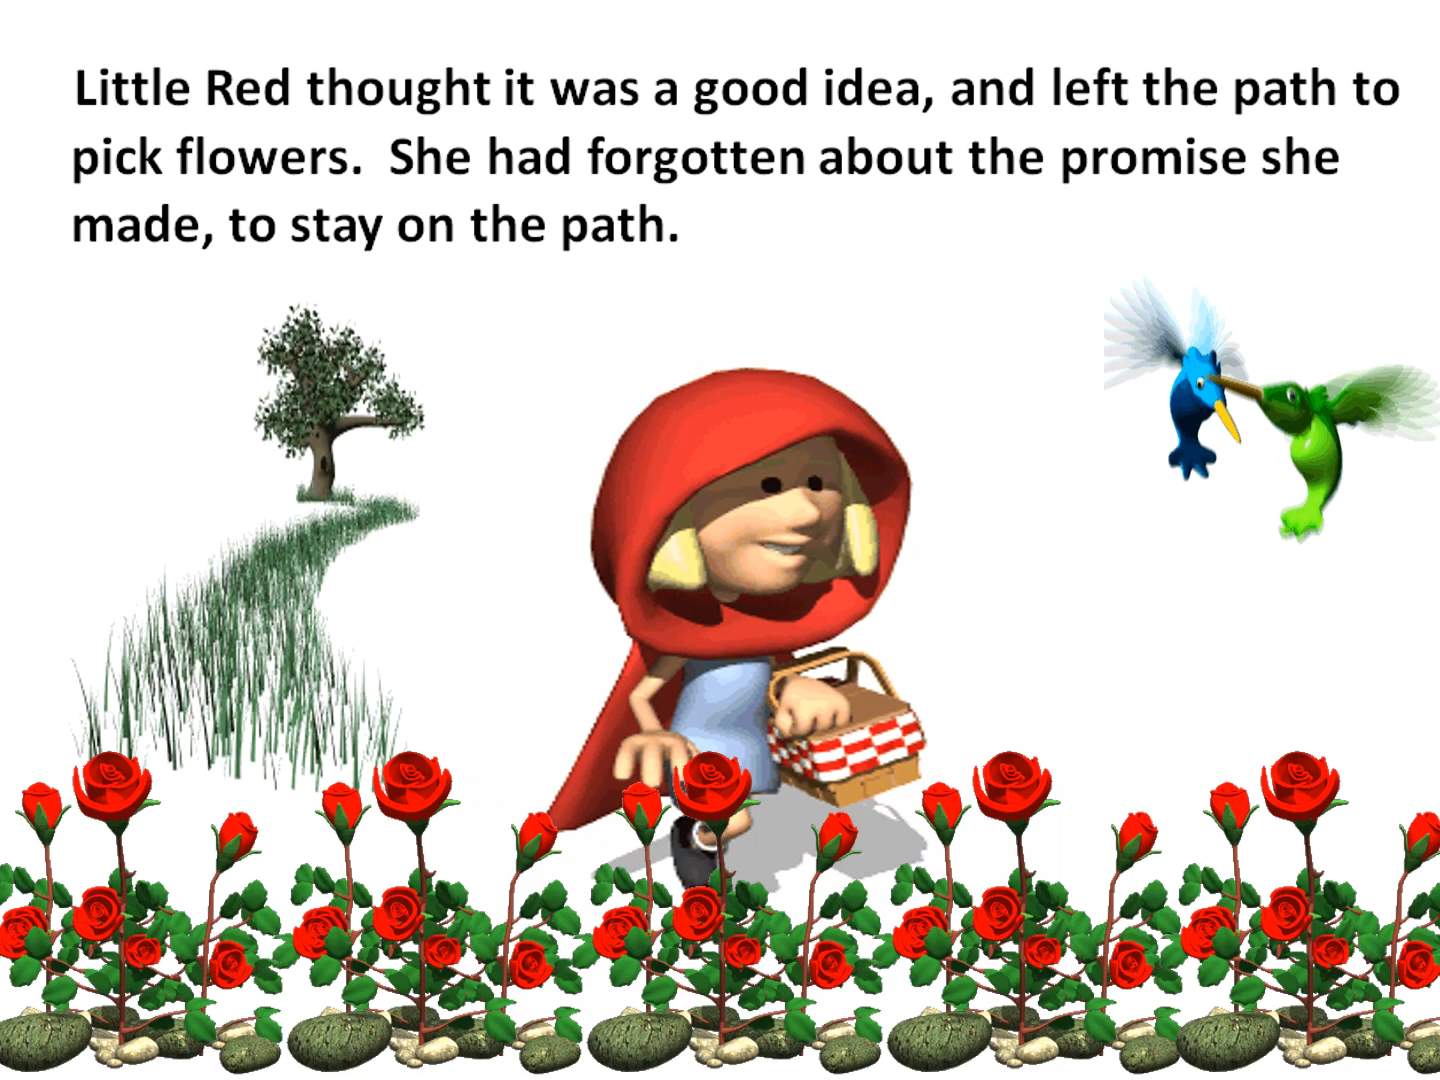 Little Red thought it was a good idea, and left the path to
pick flowers.  She had forgotten about the promise she
made, to stay on the path.